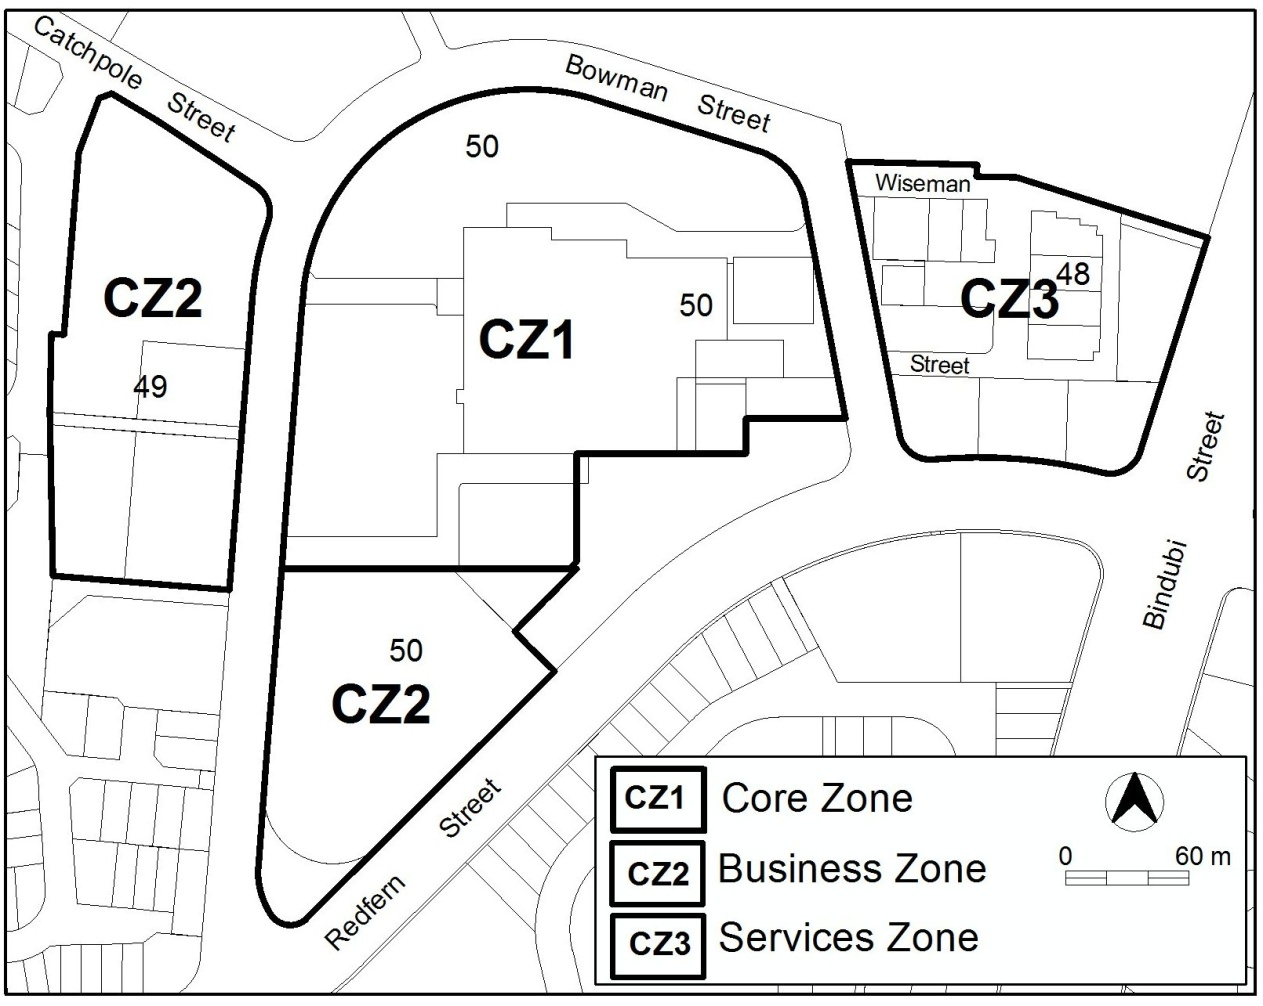 Catchpole Street
Bowman Street
50
Wiseman
CZ2
CZ3
48
50
CZ1
Street
49
Street
Bindubi
50
CZ2
Street
Redfern
CZ1 Core Zone
CZ2 Business Zone
CZ3 Services Zone
0 60 m